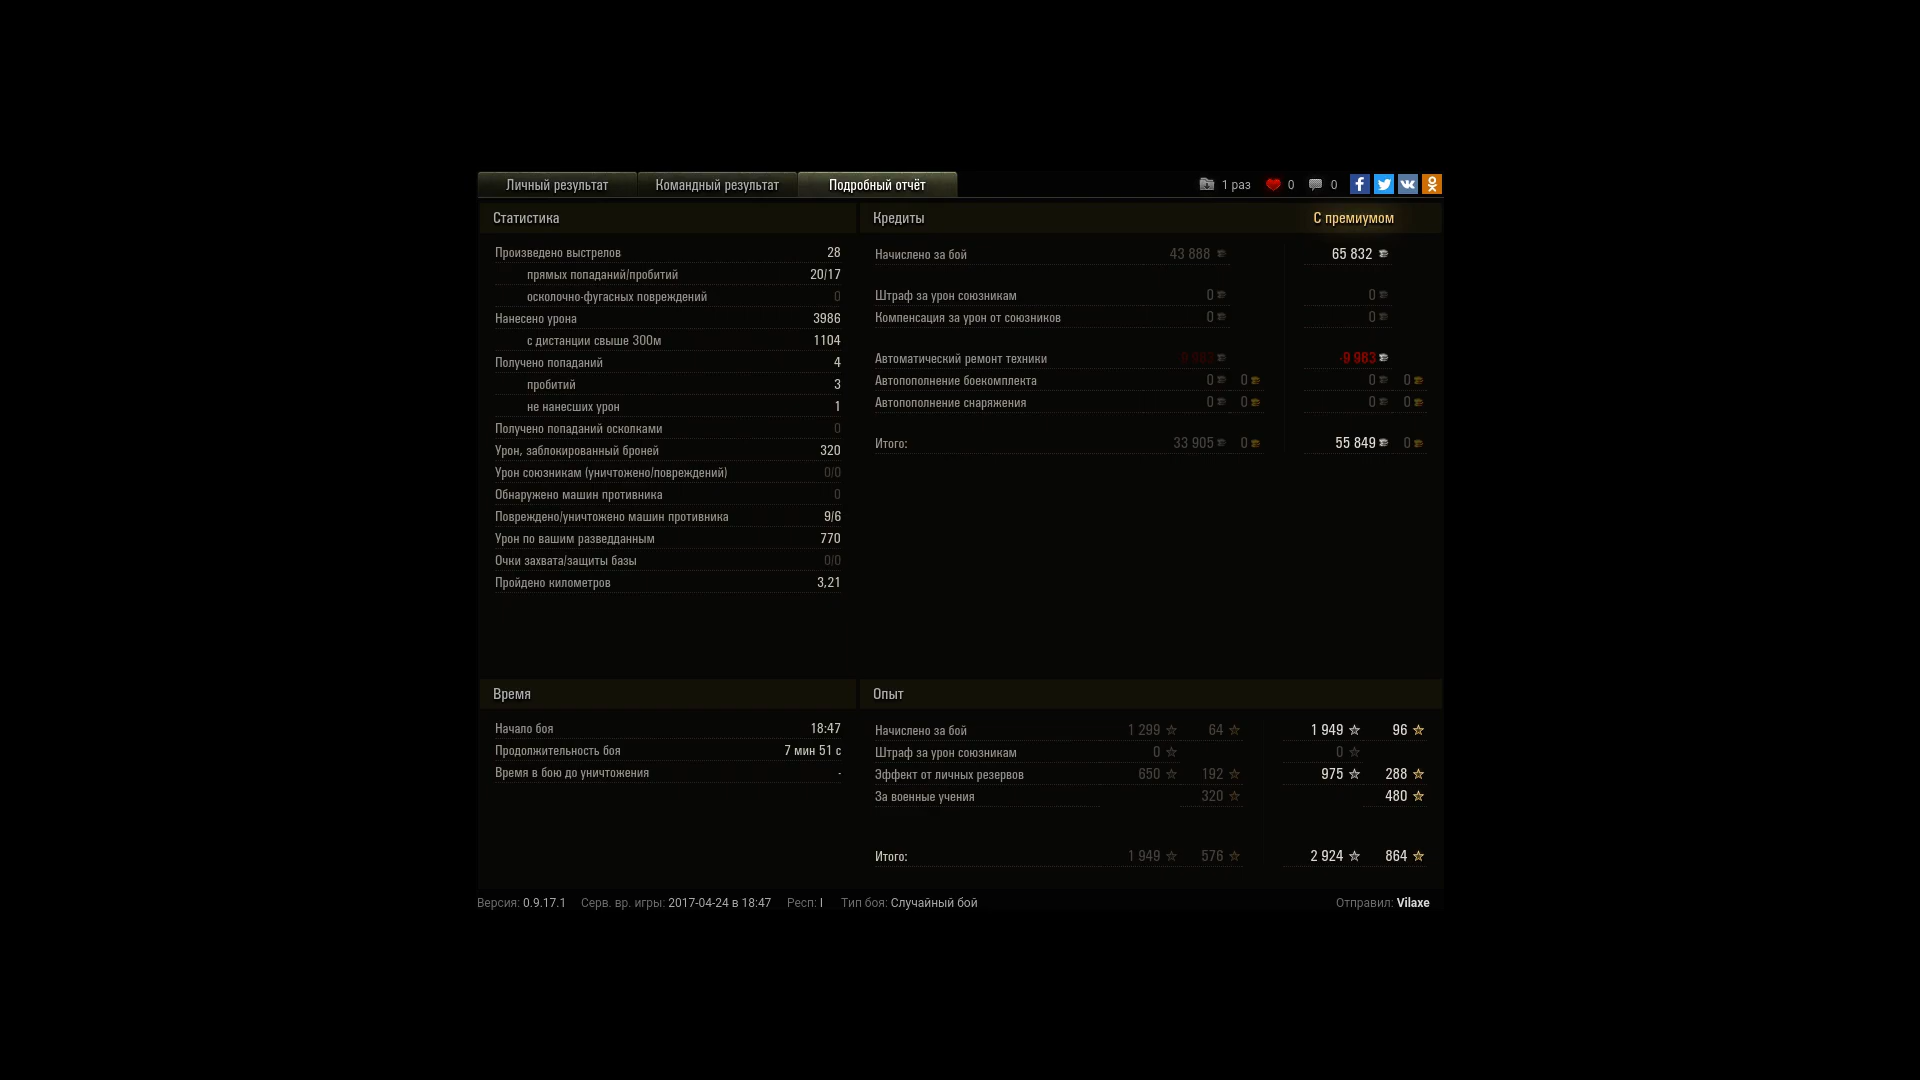 Личный результат Командный результат Подробный отчёт 1 раз 0 0
Статистика
Произведено выстрелов 28
прямых попаданий/пробитий 20/17
осколочно-фугасных повреждений 0
Нанесено урона 3986
с дистанции свыше 300м 1104
Получено попаданий 4
пробитий 3
не нанесших урон 1
Получено попаданий осколками 0
Урон, заблокированный броней 320
Урон союзникам (уничтожено/повреждений) 0/0
Обнаружено машин противника 0
Повреждено/уничтожено машин противника 9/6
Урон по вашим разведданным 770
Очки захвата/защиты базы 0/0
Пройдено километров 3,21
Кредиты С премиумом
Начислено за бой 43 888 65 832
Штраф за урон союзникам 0 0
Компенсация за урон от союзников 0 0
Автоматический ремонт техники -9 983 -9 983
Автопополнение боекомплекта 0 0 0 0
Автопополнение снаряжения 0 0 0 0
Итого: 33 905 0 55 849 0
Время
Начало боя 18:47
Продолжительность боя 7 мин 51 с
Время в бою до уничтожения -
Опыт
Начислено за бой 1 299 64 1 949 96
Штраф за урон союзникам 0 0
Эффект от личных резервов 650 192 975 288
За военные учения 320 480
Итого: 1 949 576 2 924 864
Версия: 0.9.17.1 Серв. вр. игры: 2017-04-24 в 18:47 Респ: I Тип боя: Случайный бой Отправил: Vilaxe